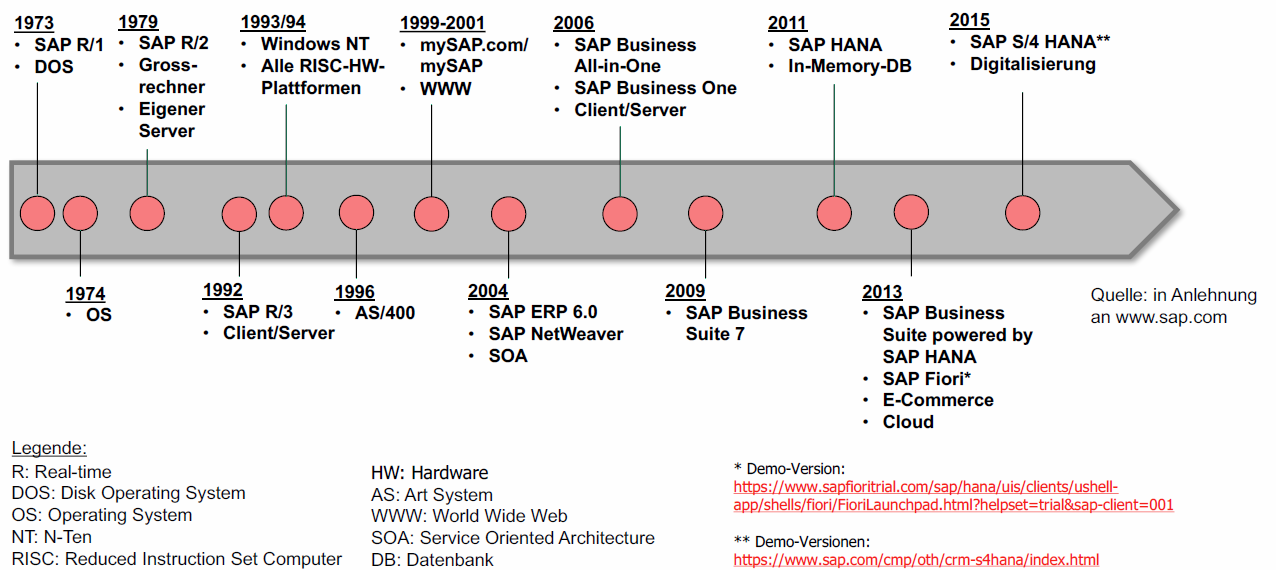 1973
• SAP R/1
• DOS
1979
• SAP R/2
• Gross-
rechner
• Eigener
Server
1993/94
• Windows NT
• Alle RISC-HW-
Plattformen
1999-2001
• mySAP.com/
mySAP
• WWW
2006
• SAP Business
All-in-One
• SAP Business One
• Client/Server
2011
• SAP HANA
• In-Memory-DB
2015
• SAP S/4 HANA**
• Digitalisierung
1974
• OS
1992
• SAP R/3
• Client/Server
1996
• AS/400
2004
• SAP ERP 6.0
• SAP NetWeaver
• SOA
2009
• SAP Business
Suite 7
2013
• SAP Business
Suite powered by
SAP HANA
• SAP Fiori*
• E-Commerce
• Cloud
Quelle: in Anlehnung
an www.sap.com
Legende:
R: Real-time
DOS: Disk Operating System
OS: Operating System
NT: N-Ten
RISC: Reduced Instruction Set Computer
HW: Hardware
AS: Art System
WWW: World Wide Web
SOA: Service Oriented Architecture
DB: Datenbank
* Demo-Version:
https://www.sapfioritrial.com/sap/hana/uis/clients/ushell-
app/shells/fiori/FioriLaunchpad.html?helpset=trial&sap-client=001
** Demo-Versionen:
https://www.sap.com/cmp/oth/crm-s4hana/index.html